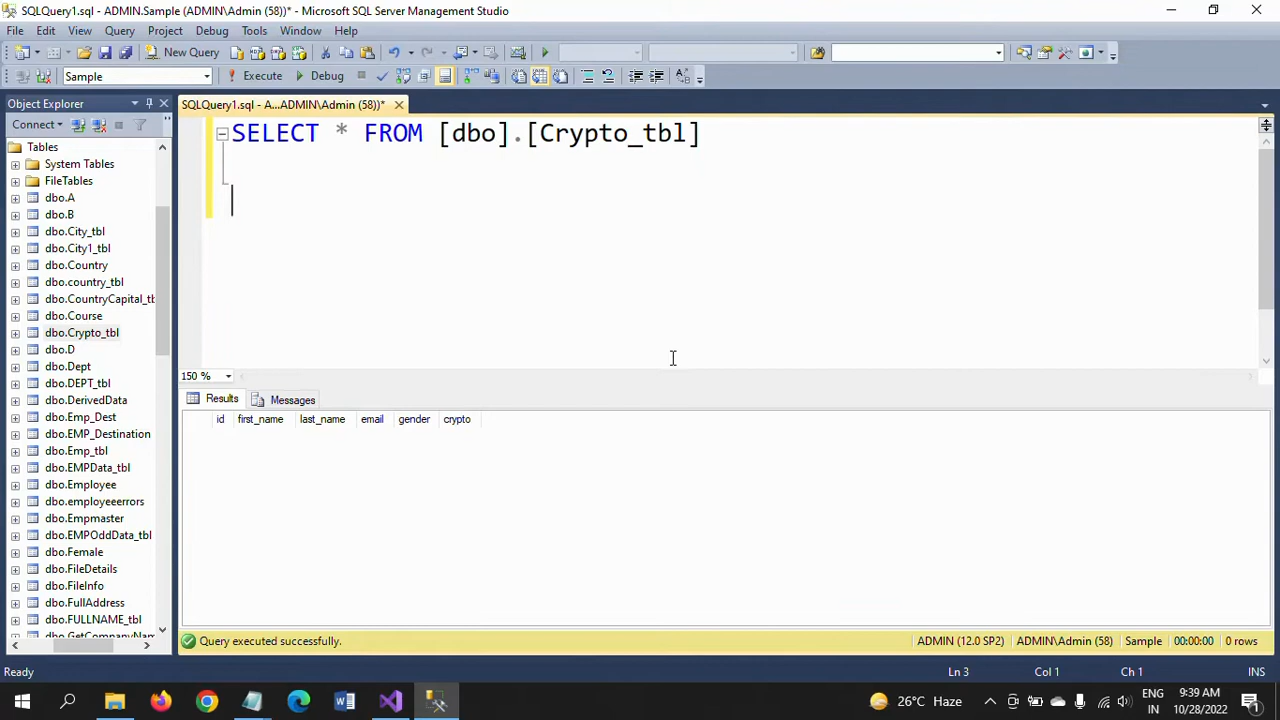 SQLQuery1.sql - ADMIN.Sample (ADMIN\Admin (58))* - Microsoft SQL Server Management Studio
File Edit View Query Project Debug Tools Window Help
New Query
Sample Execute Debug
Object Explorer
SQLQuery1.sql - A...ADMIN\Admin (58))*
Connect
Tables
System Tables
FileTables
dbo.A
dbo.B
dbo.City_tbl
dbo.City1_tbl
dbo.Country
dbo.country_tbl
dbo.CountryCapital_tb
dbo.Course
dbo.Crypto_tbl
dbo.D
dbo.Dept
dbo.DEPT_tbl
dbo.DerivedData
dbo.Emp_Dest
dbo.EMP_Destination
dbo.Emp_tbl
dbo.EMPData_tbl
dbo.Employee
dbo.employeeerrors
dbo.Empmaster
dbo.EMPOddData_tbl
dbo.Female
dbo.FileDetails
dbo.FileInfo
dbo.FullAddress
dbo.FULLNAME_tbl
dbo.GetCompanyNam
SELECT * FROM [dbo].[Crypto_tbl]
150 %
Results Messages
id first_name last_name email gender crypto
Query executed successfully. ADMIN (12.0 SP2) ADMIN\Admin (58) Sample 00:00:00 0 rows
Ready Ln 3 Col 1 Ch 1 INS
26°C Haze
ENG
IN
9:39 AM
10/28/2022
1